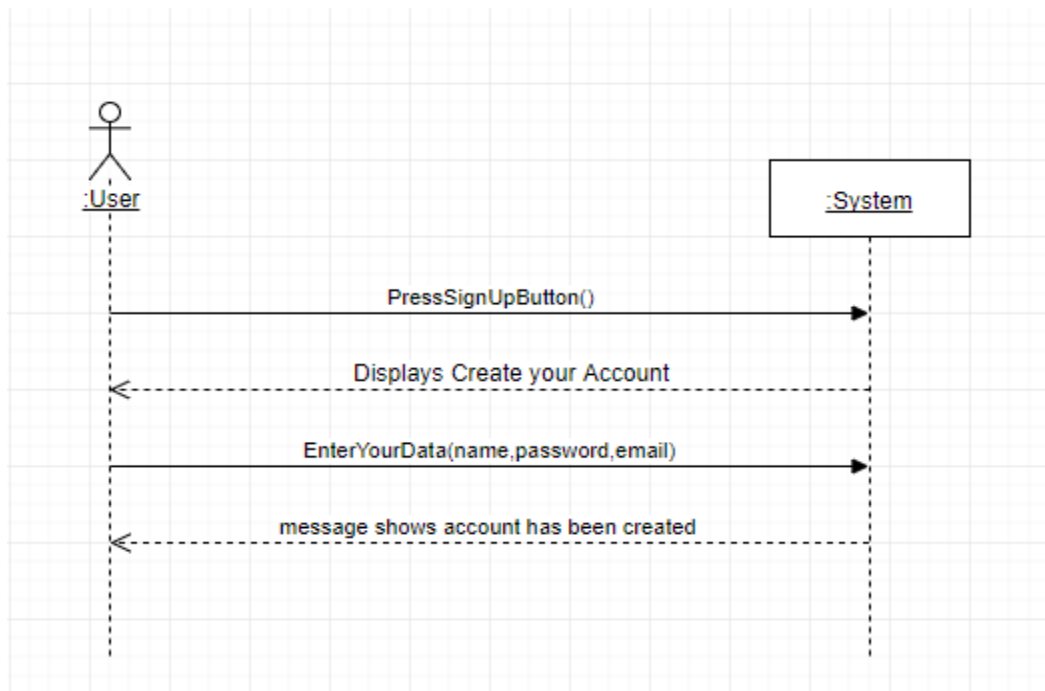 :User
:System
PressSignUpButton()
Displays Create your Account
EnterYourData(name,password,email)
message shows account has been created